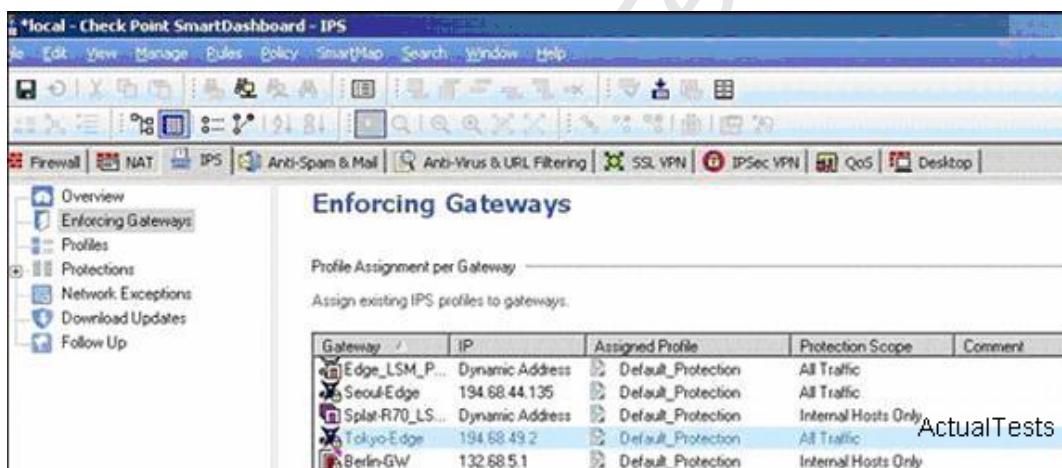 *local - Check Point SmartDashboard - IPS
Edit View Manage Rules Policy SmartMap Search Window Help
Firewall NAT IPS Anti-Spam & Mail Anti-Virus & URL Filtering SSL VPN IPSec VPN QoS Desktop
Overview
Enforcing Gateways
Profiles
Protections
Network Exceptions
Download Updates
Follow Up
Enforcing Gateways
Profile Assignment per Gateway
Assign existing IPS profiles to gateways.
Gateway IP Assigned Profile Protection Scope Comment
Edge_LSM_P... Dynamic Address Default_Protection All Traffic
Seoul-Edge 194.68.44.135 Default_Protection All Traffic
Splat-R70_LS... Dynamic Address Default_Protection Internal Hosts Only
Tokyo-Edge 194.68.49.2 Default_Protection All Traffic
Berlin-GW 132.68.5.1 Default_Protection Internal Hosts Only
ActualTests